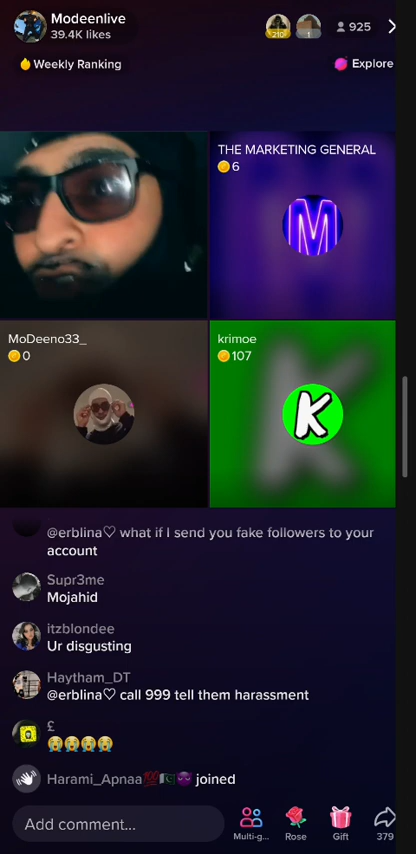 Modeenlive
39.4K likes
210
1
925
Weekly Ranking
Explore
THE MARKETING GENERAL
6
M
MoDeeno33_
0
krimoe
107
K
@erblina♡ what if I send you fake followers to your
account
Supr3me
Mojahid
itzblondee
Ur disgusting
Haytham_DT
@erblina♡ call 999 tell them harassment
£
😭😭😭😭
Harami_Apnaa💯🇵🇰😈 joined
Add comment...
Multi-g...
Rose
Gift
379